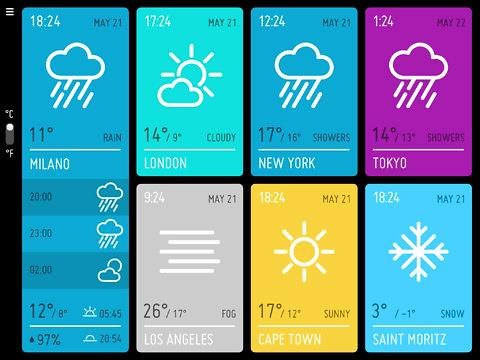 18:24 MAY 21
11° RAIN
MILANO
20:00
23:00
02:00
12°/ 8° 05:45
97% 20:54
17:24 MAY 21
14°/ 9° CLOUDY
LONDON
12:24 MAY 21
17°/ 16° SHOWERS
NEW YORK
1:24 MAY 22
14°/ 13° SHOWERS
TOKYO
9:24 MAY 21
26°/ 17° FOG
LOS ANGELES
18:24 MAY 21
17°/ 12° SUNNY
CAPE TOWN
18:24 MAY 21
3° / -1° SNOW
SAINT MORITZ
°C
°F